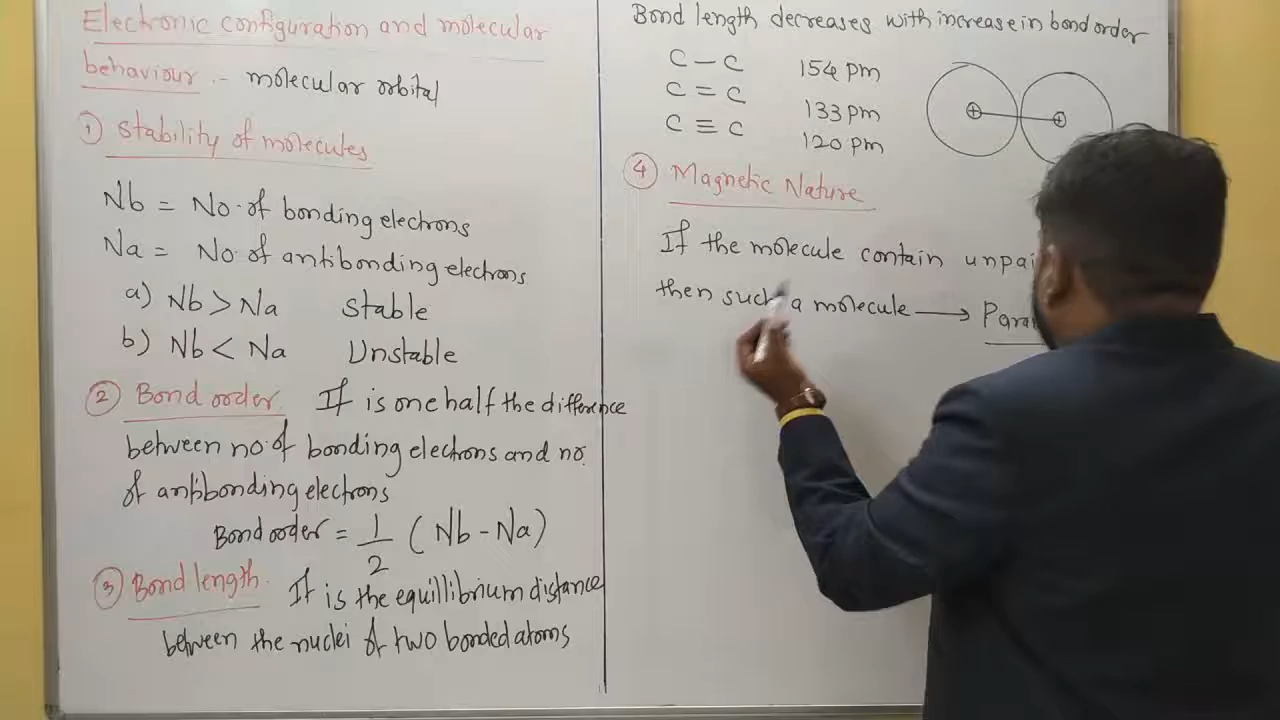 Electronic configuration and molecular
behaviour :- molecular orbital
① Stability of molecules
Nb = No. of bonding electrons
Na = No. of antibonding electrons
a) Nb > Na Stable
b) Nb < Na Unstable
② Bond order. It is one half the difference
between no. of bonding electrons and no.
of antibonding electrons
Bond order = 1/2 (Nb - Na)
③ Bond length. It is the equillibrium distance
between the nuclei of two bonded atoms
Bond length decreases with increase in bond order
C - C 154 pm
C = C 133 pm
C ≡ C 120 pm
④ Magnetic Nature
If the molecule contain
then such a molecule →